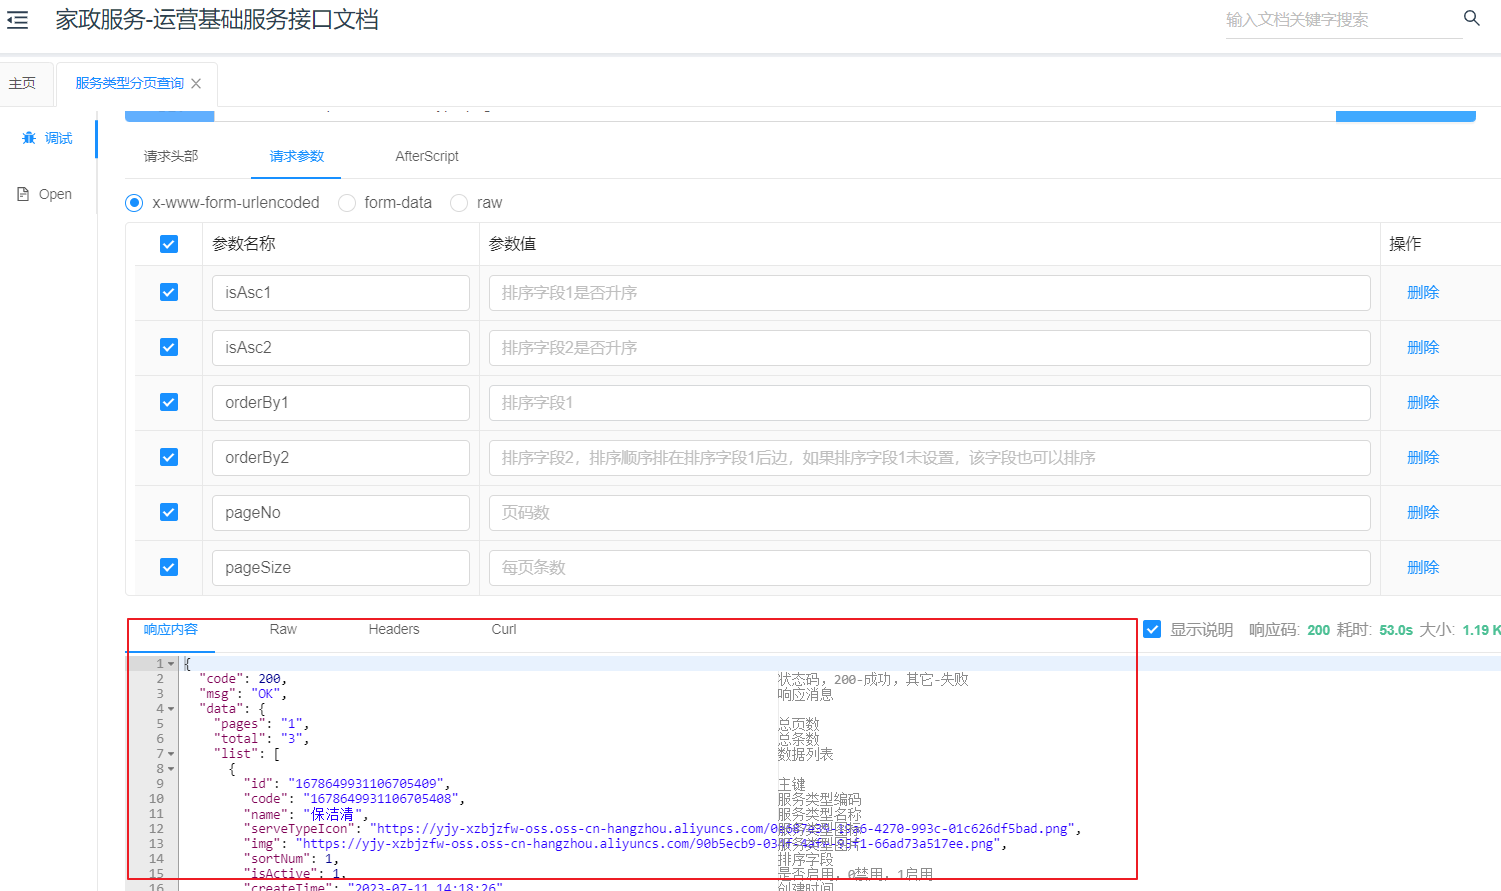 家政服务-运营基础服务接口文档
输入文档关键字搜索
主页
服务类型分页查询
调试
Open
请求头部 请求参数 AfterScript
x-www-form-urlencoded form-data raw
参数名称 参数值 操作
isAsc1 排序字段1是否升序 删除
isAsc2 排序字段2是否升序 删除
orderBy1 排序字段1 删除
orderBy2 排序字段2，排序顺序排在排序字段1后边，如果排序字段1未设置，该字段也可以排序 删除
pageNo 页码数 删除
pageSize 每页条数 删除
响应内容 Raw Headers Curl 显示说明 响应码: 200 耗时: 53.0s 大小: 1.19 K
1 {
2 "code": 200, 状态码，200-成功，其它-失败
3 "msg": "OK", 响应消息
4 "data": {
5 "pages": "1", 总页数
6 "total": "3", 总条数
7 "list": [ 数据列表
8 {
9 "id": "1678649931106705409", 主键
10 "code": "1678649931106705408", 服务类型编码
11 "name": "保洁清", 服务类型名称
12 "serveTypeIcon": "https://yjy-xzbjzfw-oss.oss-cn-hangzhou.aliyuncs.com/ -4270-993c-01c626df5bad.png", 服务类型图标
13 "img": "https://yjy-xzbjzfw-oss.oss-cn-hangzhou.aliyuncs.com/90b5ecb9- -66ad73a517ee.png", 服务类型图片
14 "sortNum": 1, 排序字段
15 "isActive": 1, 是否启用，0禁用，1启用
16 "createTime": "2023-07-11 14:18:26" 创建时间